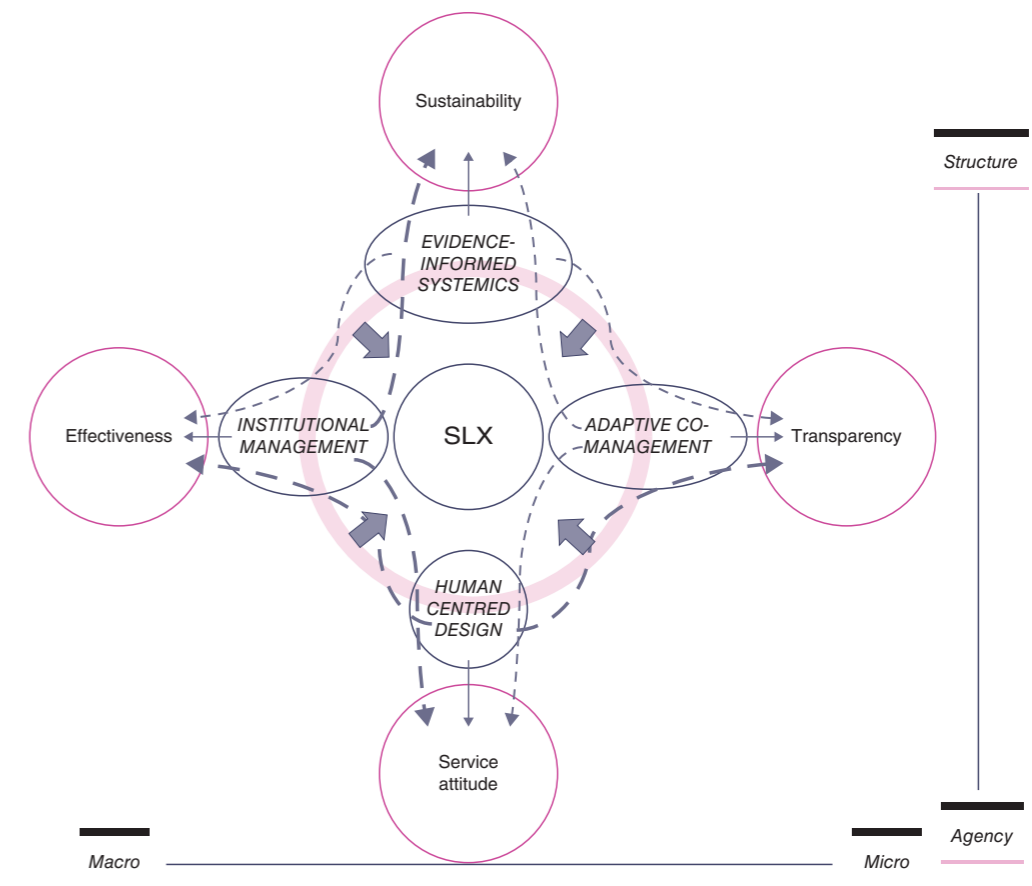 Sustainability
Structure
EVIDENCE-
INFORMED
SYSTEMICS
Effectiveness
INSTITUTIONAL
MANAGEMENT
SLX
ADAPTIVE CO-
MANAGEMENT
Transparency
HUMAN
CENTRED
DESIGN
Service
attitude
Agency
Macro
Micro